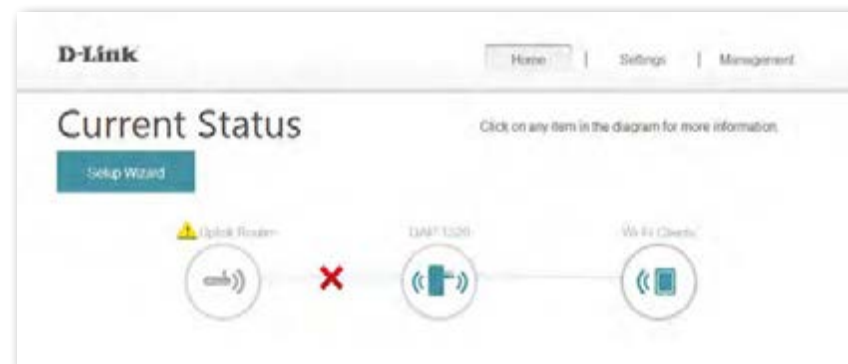 D-Link
Home | Settings | Management
Current Status
Click on any item in the diagram for more information.
Setup Wizard
Uplink Router
DAP-1320
Wi-Fi Clients